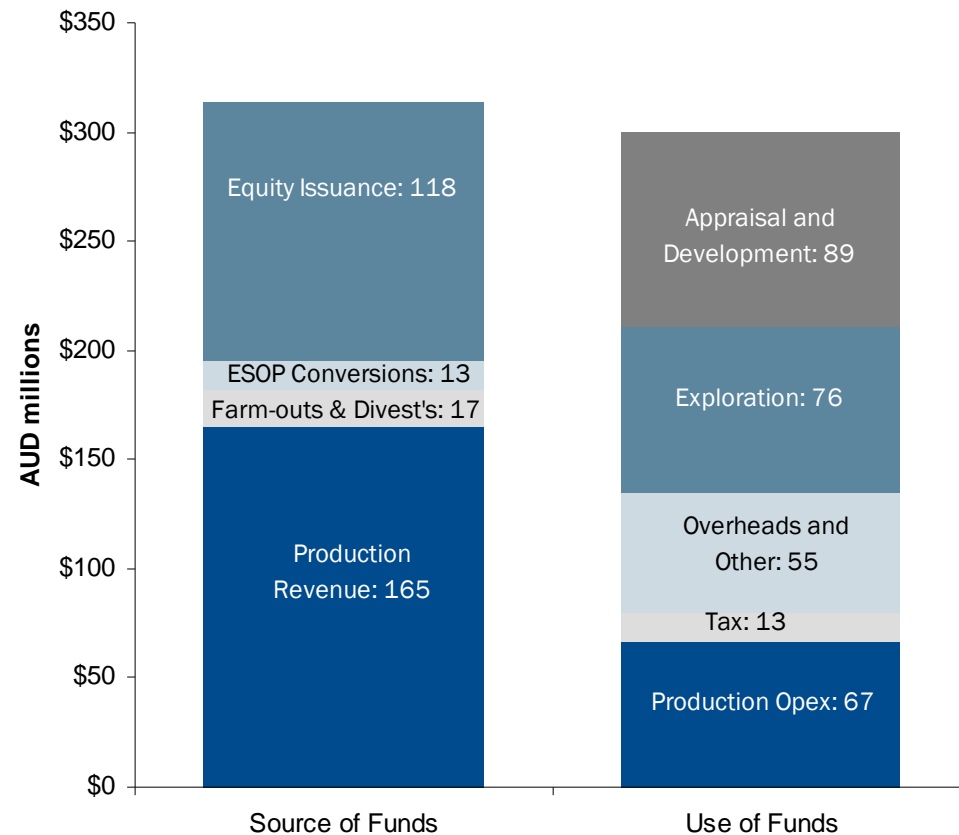 $350
$300
$250
$200
$150
$100
$50
$0
AUD millions
Equity Issuance: 118
ESOP Conversions: 13
Farm-outs & Divest's: 17
Production
Revenue: 165
Appraisal and
Development: 89
Exploration: 76
Overheads and
Other: 55
Tax: 13
Production Opex: 67
Source of Funds
Use of Funds